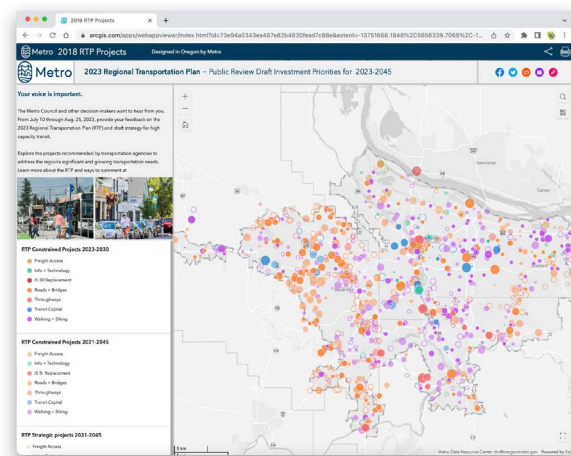 2018 RTP Projects
arcgis.com/apps/webappviewer/index.html?id=73e94a0343ea487e82b4830fead7c88e&extent=-13751666.1848%2C5656339.7069%2C-1...
Metro 2018 RTP Projects Designed in Oregon by Metro
Metro 2023 Regional Transportation Plan – Public Review Draft Investment Priorities for 2023-2045
Your voice is important.
The Metro Council and other decision-makers want to hear from you.
From July 10 through Aug. 25, 2023, provide your feedback on the
2023 Regional Transportation Plan (RTP) and draft strategy for high
capacity transit.
Explore the projects recommended by transportation agencies to
address the region's significant and growing transportation needs.
Learn more about the RTP and ways to comment at
RTP Constrained Projects 2023-2030
Freight Access
Info + Technology
I5 BR Replacement
Roads + Bridges
Throughways
Transit Capital
Walking + Biking
RTP Constrained Projects 2031-2045
Freight Access
Info + Technology
I5 Br Replacement
Roads + Bridges
Throughways
Transit Capital
Walking + Biking
RTP Strategic projects 2031-2045
Freight Access
Vancouver
Camas